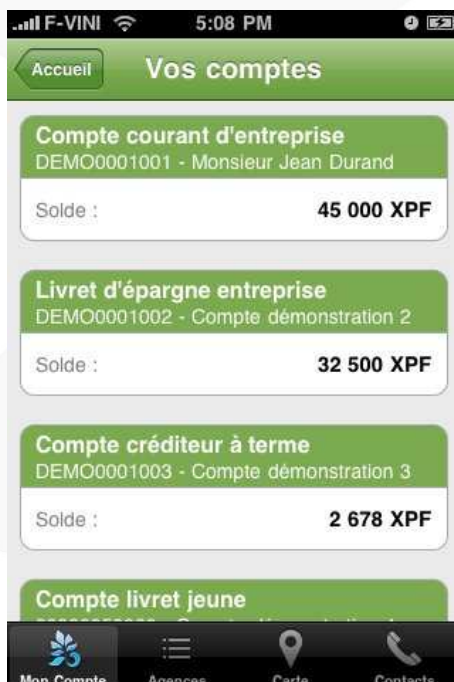 F-VINI 5:08 PM
Accueil Vos comptes
Compte courant d'entreprise
DEMO0001001 - Monsieur Jean Durand
Solde : 45 000 XPF
Livret d'épargne entreprise
DEMO0001002 - Compte démonstration 2
Solde : 32 500 XPF
Compte créditeur à terme
DEMO0001003 - Compte démonstration 3
Solde : 2 678 XPF
Compte livret jeune
Mon Compte Agences Carte Contacts